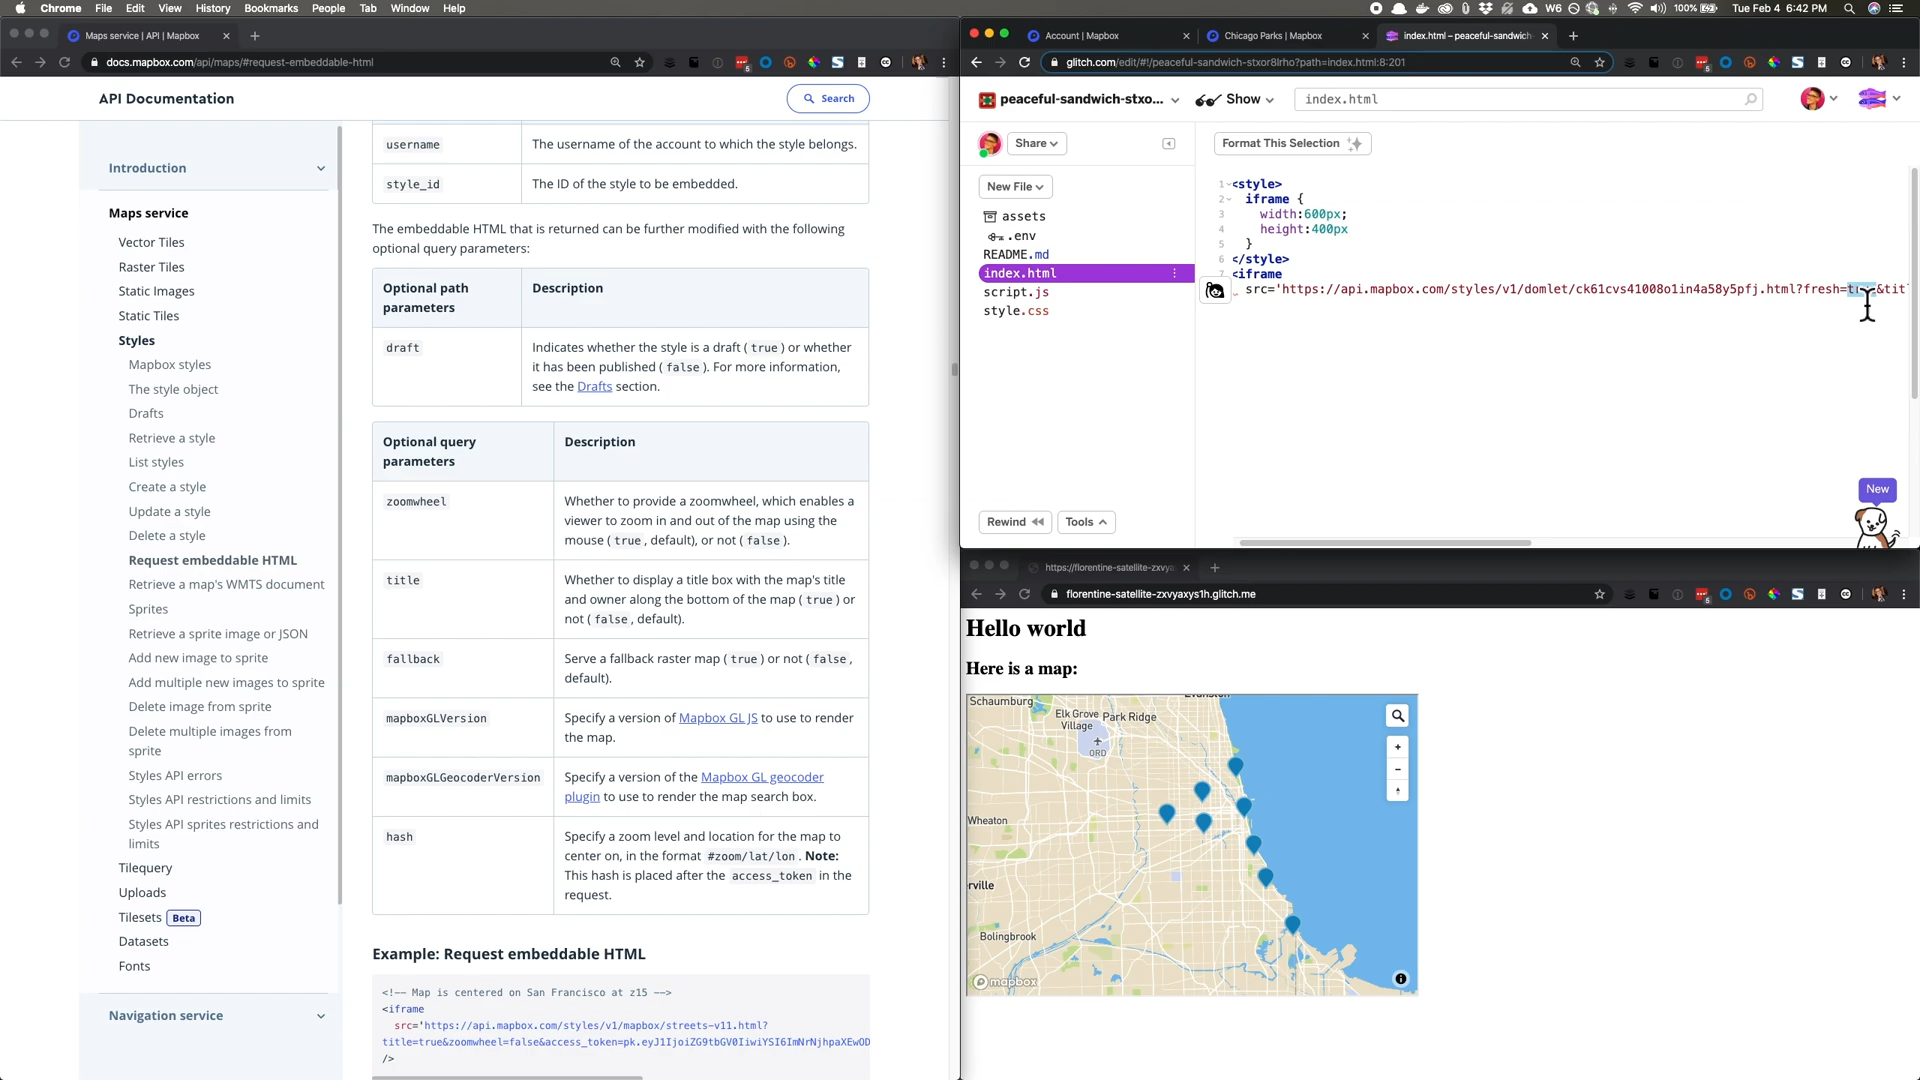 Chrome File Edit View History Bookmarks People Tab Window Help
W6 100% Tue Feb 4 6:42 PM
Maps service | API | Mapbox
docs.mapbox.com/api/maps/#request-embeddable-html
5
API Documentation
Search
Introduction
Maps service
Vector Tiles
Raster Tiles
Static Images
Static Tiles
Styles
Mapbox styles
The style object
Drafts
Retrieve a style
List styles
Create a style
Update a style
Delete a style
Request embeddable HTML
Retrieve a map's WMTS document
Sprites
Retrieve a sprite image or JSON
Add new image to sprite
Add multiple new images to sprite
Delete image from sprite
Delete multiple images from
sprite
Styles API errors
Styles API restrictions and limits
Styles API sprites restrictions and
limits
Tilequery
Uploads
Tilesets Beta
Datasets
Fonts
Navigation service
username The username of the account to which the style belongs.
style_id The ID of the style to be embedded.
The embeddable HTML that is returned can be further modified with the following
optional query parameters:
Optional path
parameters
Description
draft
Indicates whether the style is a draft ( true ) or whether
it has been published ( false ). For more information,
see the Drafts section.
Optional query
parameters
Description
zoomwheel
Whether to provide a zoomwheel, which enables a
viewer to zoom in and out of the map using the
mouse ( true , default), or not ( false ).
title
Whether to display a title box with the map's title
and owner along the bottom of the map ( true ) or
not ( false , default).
fallback
Serve a fallback raster map ( true ) or not ( false ,
default).
mapboxGLVersion
Specify a version of Mapbox GL JS to use to render
the map.
mapboxGLGeocoderVersion
Specify a version of the Mapbox GL geocoder
plugin to use to render the map search box.
hash
Specify a zoom level and location for the map to
center on, in the format #zoom/lat/lon . Note:
This hash is placed after the access_token in the
request.
Example: Request embeddable HTML
<!-- Map is centered on San Francisco at z15 -->
<iframe
src='https://api.mapbox.com/styles/v1/mapbox/streets-v11.html?
title=true&zoomwheel=false&access_token=pk.eyJ1IjoiZG9tbGV0IiwiYSI6ImNrNjhpaXEwOD
/>
Account | Mapbox
Chicago Parks | Mapbox
index.html – peaceful-sandwich-
glitch.com/edit/#!/peaceful-sandwich-stxor8lrho?path=index.html:8:201
5
peaceful-sandwich-stxo...
Show
index.html
Share
Format This Selection
New File
assets
.env
README.md
index.html
script.js
style.css
Rewind
Tools
1 <style>
2 iframe {
3 width:600px;
4 height:400px
5 }
6 </style>
7 <iframe
src='https://api.mapbox.com/styles/v1/domlet/ck61cvs41008o1in4a58y5pfj.html?fresh=true&tit
New
https://florentine-satellite-zxvya
florentine-satellite-zxvyaxys1h.glitch.me
5
Hello world
Here is a map:
Schaumburg
Evanston
Elk Grove
Village
Park Ridge
ORD
Wheaton
rville
Bolingbrook
mapbox